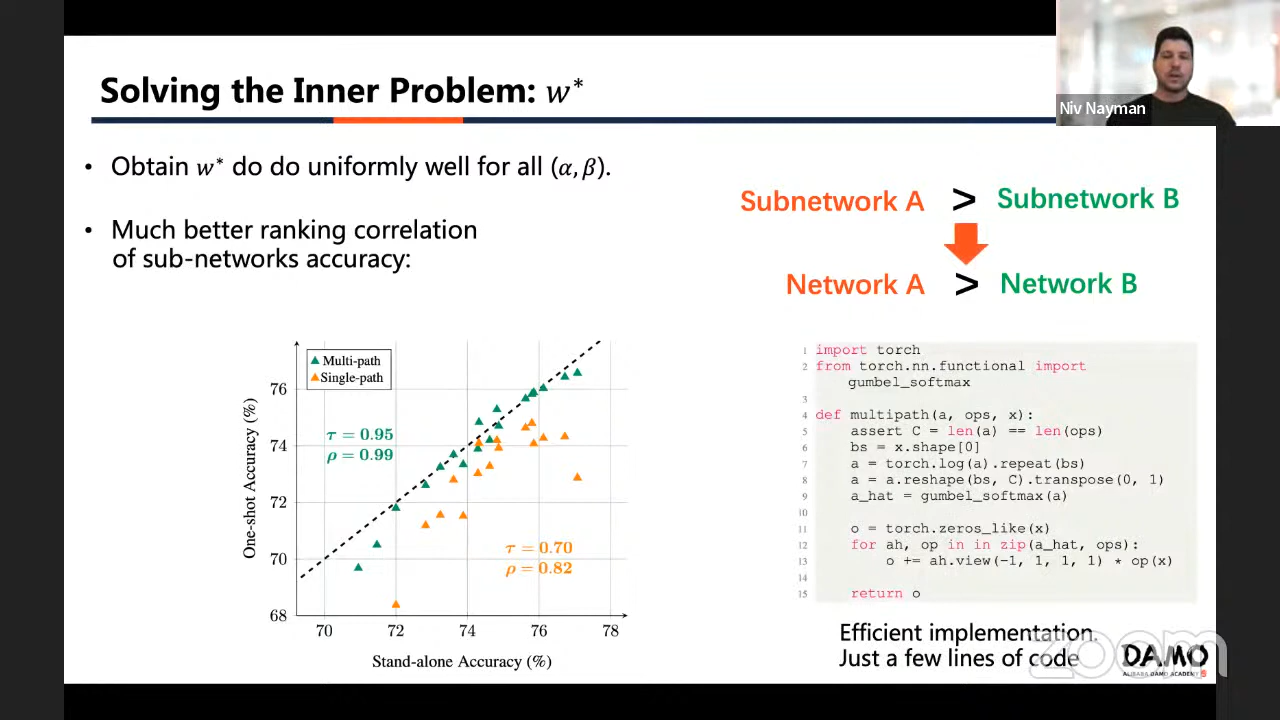 Niv Nayman
Solving the Inner Problem: w*
• Obtain w* do do uniformly well for all (α, β).
• Much better ranking correlation
of sub-networks accuracy:
Subnetwork A > Subnetwork B
Network A > Network B
Multi-path
Single-path
τ = 0.95
ρ = 0.99
τ = 0.70
ρ = 0.82
One-shot Accuracy (%)
76
74
72
70
68
70 72 74 76 78
Stand-alone Accuracy (%)
1 import torch
2 from torch.nn.functional import
gumbel_softmax
3
4 def multipath(a, ops, x):
5 assert C = len(a) == len(ops)
6 bs = x.shape[0]
7 a = torch.log(a).repeat(bs)
8 a = a.reshape(bs, C).transpose(0, 1)
9 a_hat = gumbel_softmax(a)
10
11 o = torch.zeros_like(x)
12 for ah, op in in zip(a_hat, ops):
13 o += ah.view(-1, 1, 1, 1) * op(x)
14
15 return o
Efficient implementation.
Just a few lines of code
zoom
DAMO
ALIBABA DAMO ACADEMY